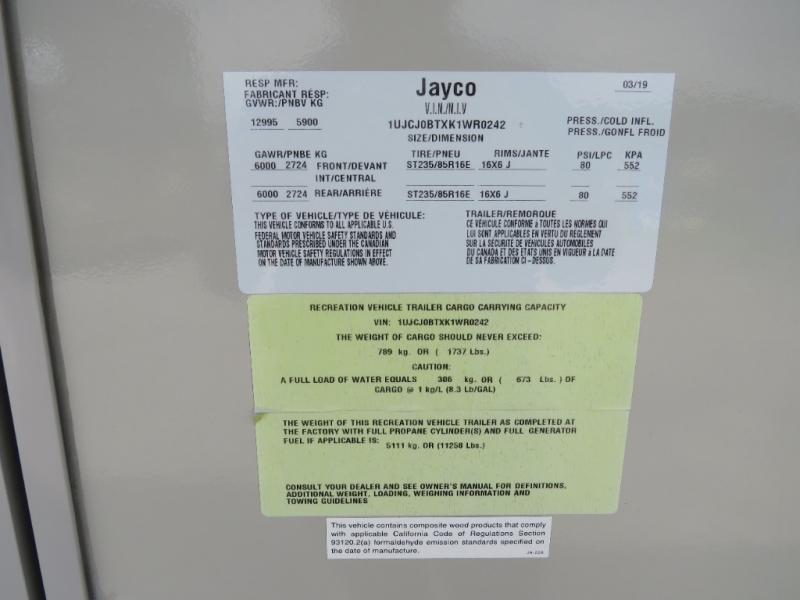 RESP MFR: Jayco 03/19
FABRICANT RESP:
GVWR:/PNBV KG V.I.N./N.I.V
12995 5900 1UJCJ0BTXK1WR0242 PRESS./COLD INFL.
SIZE/DIMENSION PRESS./GONFL FROID
GAWR/PNBE KG TIRE/PNEU RIMS/JANTE PSI/LPC KPA
6000 2724 FRONT/DEVANT ST235/85R16E 16X6 J 80 552
INT/CENTRAL
6000 2724 REAR/ARRIÉRE ST235/85R16E 16X6 J 80 552
TYPE OF VEHICLE/TYPE DE VÉHICULE: TRAILER/REMORQUE
THIS VEHICLE CONFORMS TO ALL APPLICABLE U.S. CE VÉHICULE CONFORME à TOUTES LES NORMES QUI
FEDERAL MOTOR VEHICLE SAFETY STANDARDS AND LUI SONT APPLICABLES EN VERTU DU REGLEMENT
STANDARDS PRESCRIBED UNDER THE CANADIAN SUR LA SÉCURITÉ DE VÉHICULES AUTOMOBILES
MOTOR VEHICLE SAFETY REGULATIONS IN EFFECT DU CANADA ET DES ETATS UNIS EN VIGUEUR à LA DATE
ON THE DATE OF MANUFACTURE SHOWN ABOVE. DE SA FABRICATION CI-DESSUS.
RECREATION VEHICLE TRAILER CARGO CARRYING CAPACITY
VIN: 1UJCJ0BTXK1WR0242
THE WEIGHT OF CARGO SHOULD NEVER EXCEED:
789 kg. OR ( 1737 Lbs.)
CAUTION:
A FULL LOAD OF WATER EQUALS 306 kg. OR ( 673 Lbs. ) OF
CARGO @ 1 kg/L (8.3 Lb/GAL)
THE WEIGHT OF THIS RECREATION VEHICLE TRAILER AS COMPLETED AT
THE FACTORY WITH FULL PROPANE CYLINDER(S) AND FULL GENERATOR
FUEL IF APPLICABLE IS: 5111 kg. OR (11258 Lbs.)
CONSULT YOUR DEALER AND SEE OWNER'S MANUAL FOR DEFINITIONS,
ADDITIONAL WEIGHT, LOADING, WEIGHING INFORMATION AND
TOWING GUIDELINES
This vehicle contains composite wood products that comply
with applicable California Code of Regulations Section
93120.2(a) formaldehyde emission standards specified on
the date of manufacture.